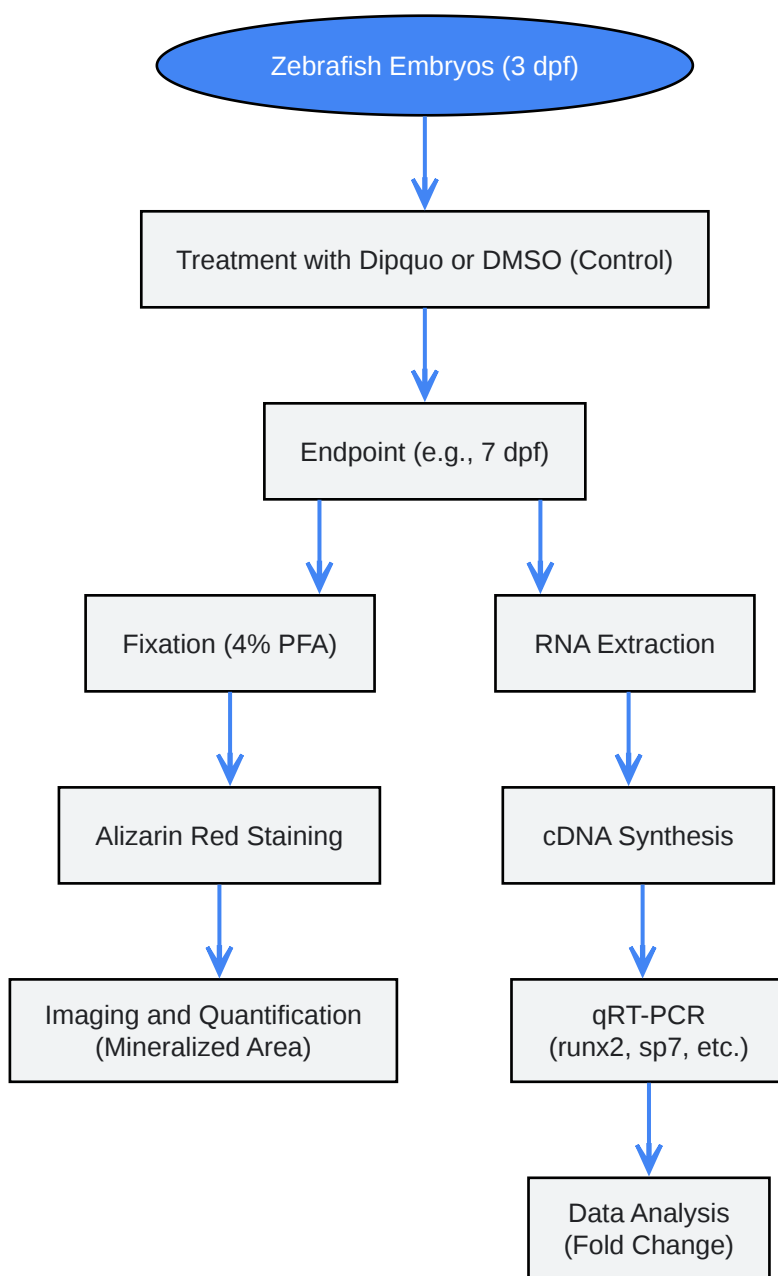 Zebrafish Embryos (3 dpf)
Treatment with Dipquo or DMSO (Control)
Endpoint (e.g., 7 dpf)
Fixation (4% PFA)
RNA Extraction
Alizarin Red Staining
cDNA Synthesis
Imaging and Quantification
(Mineralized Area)
qRT-PCR
(runx2, sp7, etc.)
Data Analysis
(Fold Change)